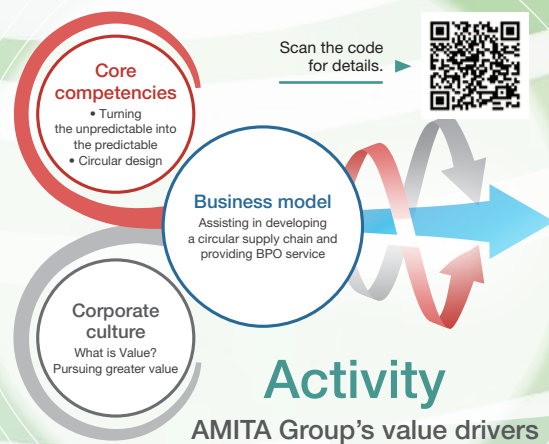 Scan the code
for details.
Core
competencies
• Turning
the unpredictable into
the predictable
• Circular design
Business model
Assisting in developing
a circular supply chain and
providing BPO service
Corporate
culture
What is Value?
Pursuing greater value
Activity
AMITA Group's value drivers